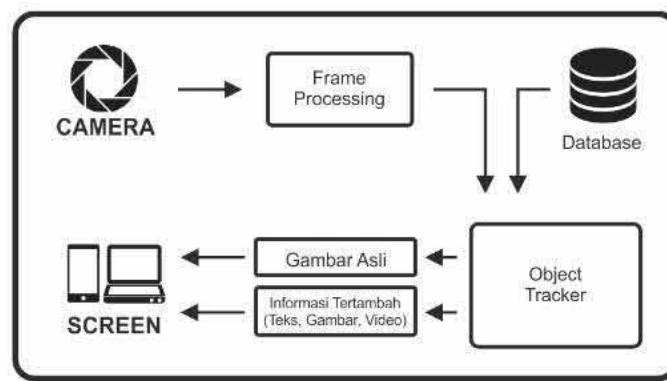 CAMERA
Frame
Processing
Database
Gambar Asli
Informasi Tertambah
(Teks, Gambar, Video)
Object
Tracker
SCREEN